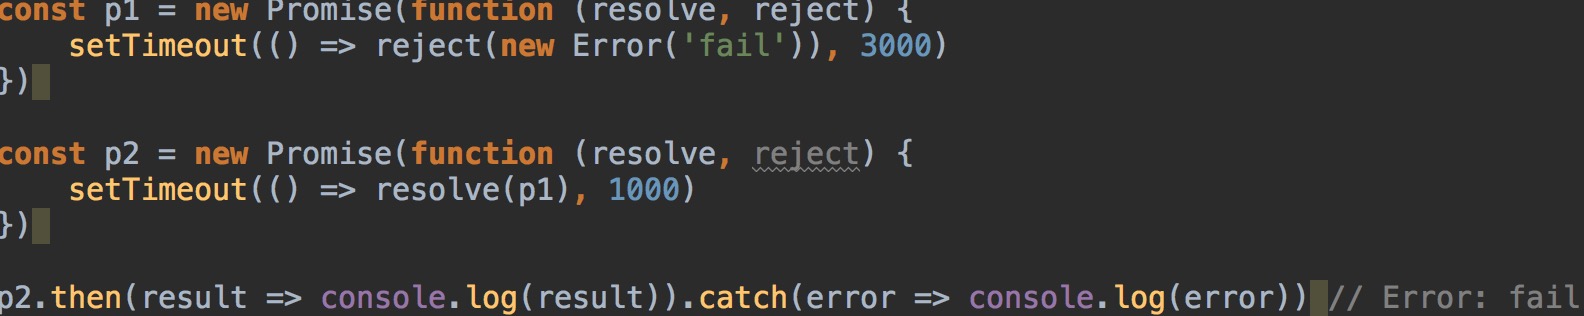 const p1 = new Promise(function (resolve, reject) {
    setTimeout(() => reject(new Error('fail')), 3000)
})
const p2 = new Promise(function (resolve, reject) {
    setTimeout(() => resolve(p1), 1000)
})
p2.then(result => console.log(result)).catch(error => console.log(error)) // Error: fail